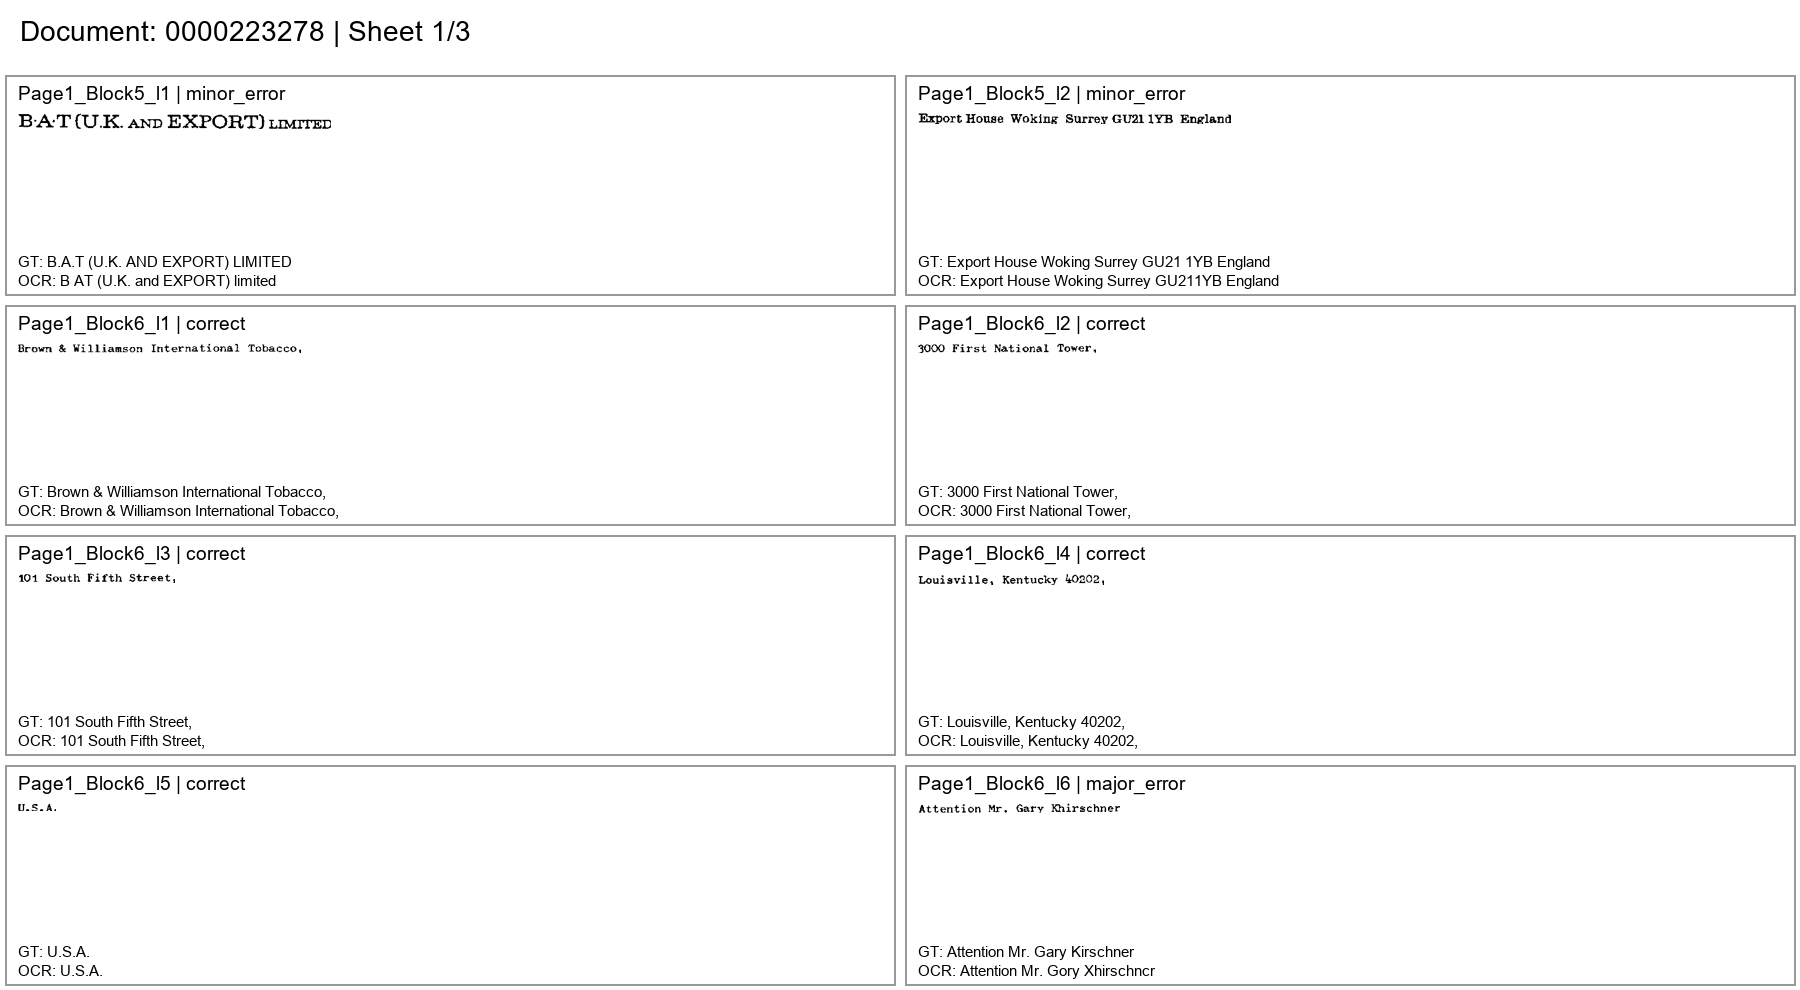 Document: 0000223278 | Sheet 1/3
Page1_Block5_l1 | minor_error
B·A·T (U.K. AND EXPORT) LIMITED
GT: B.A.T (U.K. AND EXPORT) LIMITED
OCR: B AT (U.K. and EXPORT) limited
Page1_Block5_l2 | minor_error
Export House Woking Surrey GU21 1YB England
GT: Export House Woking Surrey GU21 1YB England
OCR: Export House Woking Surrey GU211YB England
Page1_Block6_l1 | correct
Brown & Williamson International Tobacco,
GT: Brown & Williamson International Tobacco,
OCR: Brown & Williamson International Tobacco,
Page1_Block6_l2 | correct
3000 First National Tower,
GT: 3000 First National Tower,
OCR: 3000 First National Tower,
Page1_Block6_l3 | correct
101 South Fifth Street,
GT: 101 South Fifth Street,
OCR: 101 South Fifth Street,
Page1_Block6_l4 | correct
Louisville, Kentucky 40202,
GT: Louisville, Kentucky 40202,
OCR: Louisville, Kentucky 40202,
Page1_Block6_l5 | correct
U.S.A.
GT: U.S.A.
OCR: U.S.A.
Page1_Block6_l6 | major_error
Attention Mr. Gary Khirschner
GT: Attention Mr. Gary Kirschner
OCR: Attention Mr. Gory Xhirschncr